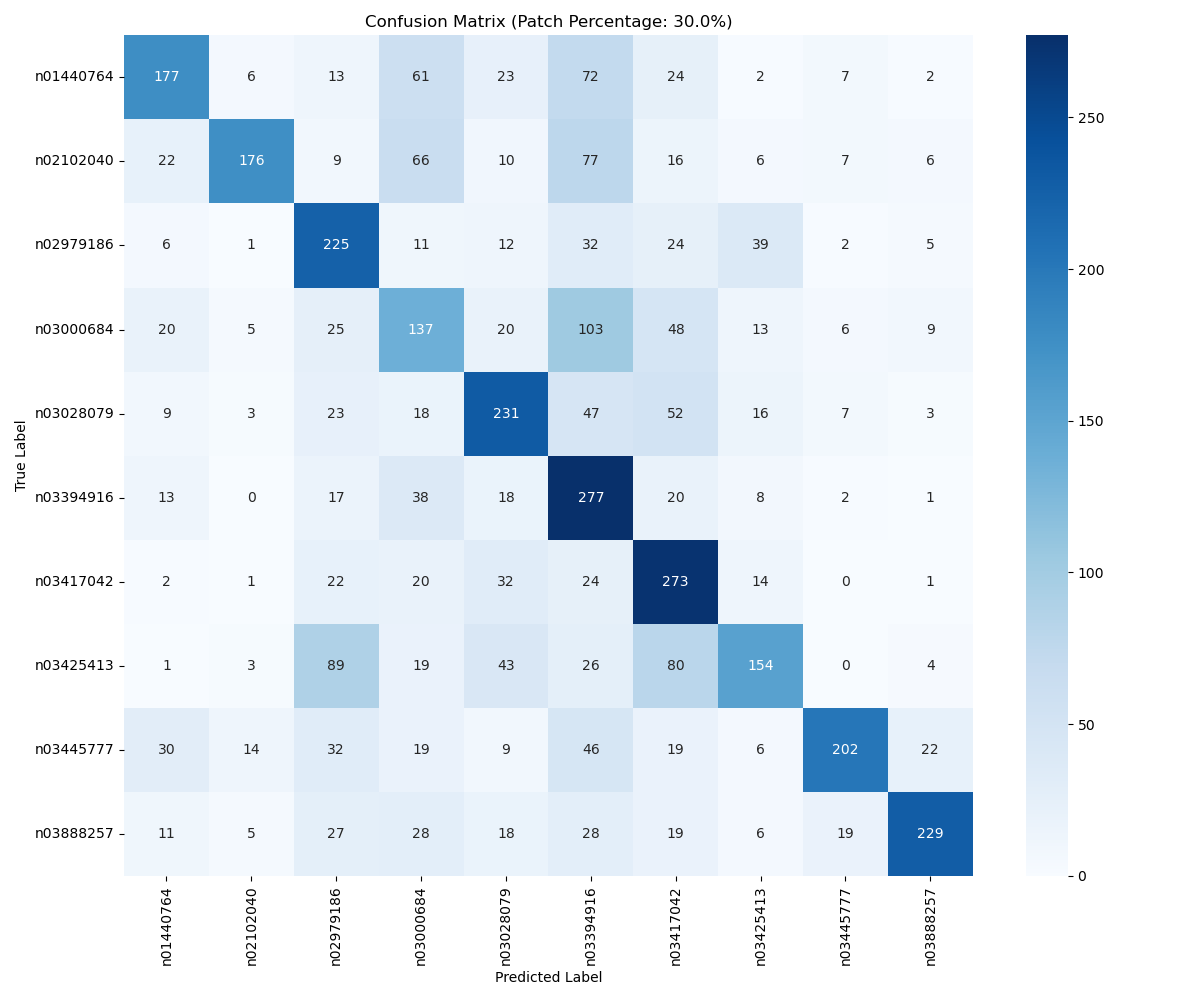 Confusion Matrix (Patch Percentage: 30.0%)
n01440764 177 6 13 61 23 72 24 2 7 2
n02102040 22 176 9 66 10 77 16 6 7 6
n02979186 6 1 225 11 12 32 24 39 2 5
n03000684 20 5 25 137 20 103 48 13 6 9
n03028079 9 3 23 18 231 47 52 16 7 3
n03394916 13 0 17 38 18 277 20 8 2 1
n03417042 2 1 22 20 32 24 273 14 0 1
n03425413 1 3 89 19 43 26 80 154 0 4
n03445777 30 14 32 19 9 46 19 6 202 22
n03888257 11 5 27 28 18 28 19 6 19 229
True Label
n01440764 n02102040 n02979186 n03000684 n03028079 n03394916 n03417042 n03425413 n03445777 n03888257
Predicted Label
250
200
150
100
50
0